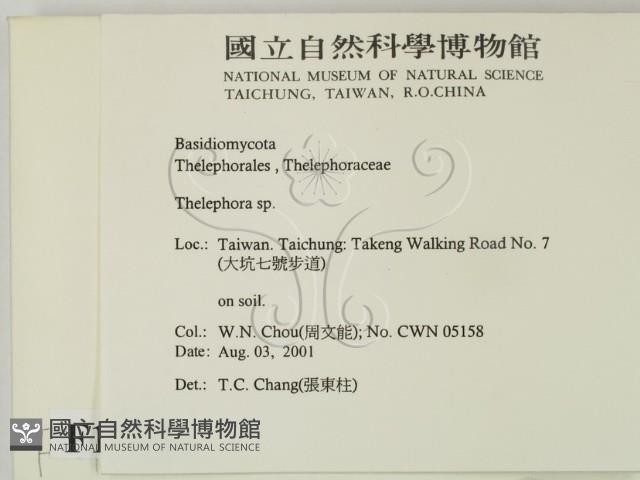 國立自然科學博物館
NATIONAL MUSEUM OF NATURAL SCIENCE
TAICHUNG, TAIWAN, R.O.CHINA
Basidiomycota
Thelephorales , Thelephoraceae
Thelephora sp.
Loc.: Taiwan. Taichung: Takeng Walking Road No. 7
(大坑七號步道)
on soil.
Col.: W.N. Chou(周文能); No. CWN 05158
Date: Aug. 03, 2001
Det.: T.C. Chang(張東柱)
國立自然科學博物館
NATIONAL MUSEUM OF NATURAL SCIENCE